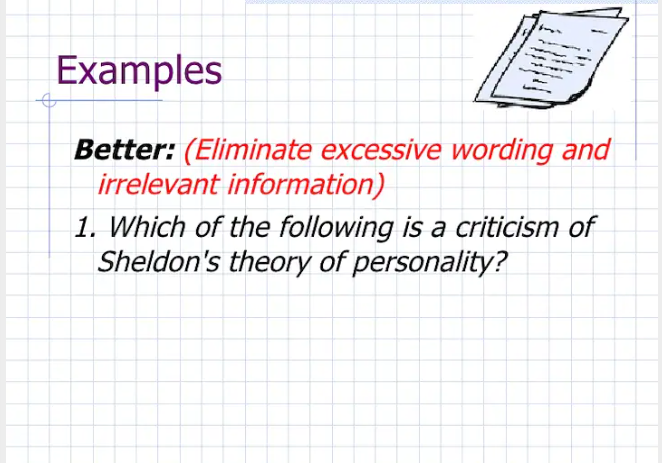 Examples
Better: (Eliminate excessive wording and
irrelevant information)
1. Which of the following is a criticism of
Sheldon's theory of personality?